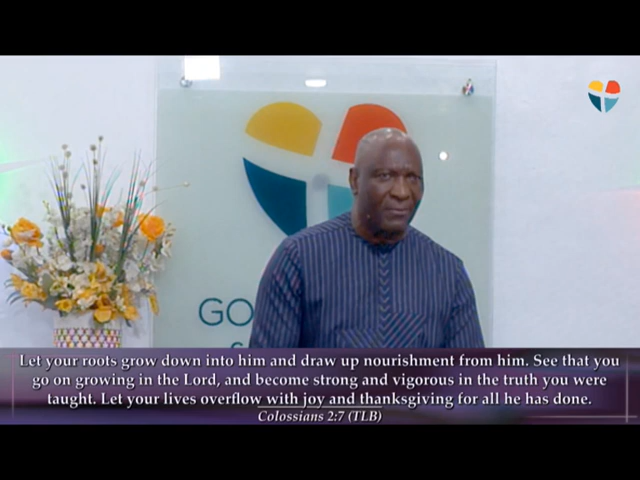 GO
Let your roots grow down into him and draw up nourishment from him. See that you
go on growing in the Lord, and become strong and vigorous in the truth you were
taught. Let your lives overflow with joy and thanksgiving for all he has done.
Colossians 2:7 (TLB)